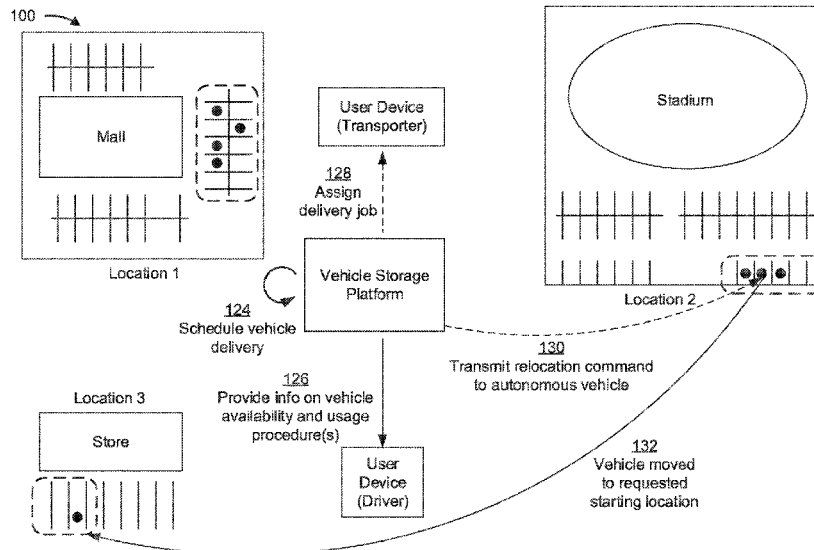 100
Mall
Location 1
User Device
(Transporter)
128
Assign
delivery job
Stadium
Location 2
Vehicle Storage
Platform
124
Schedule vehicle
delivery
130
Transmit relocation command
to autonomous vehicle
126
Provide info on vehicle
availability and usage
procedure(s)
Location 3
Store
User
Device
(Driver)
132
Vehicle moved
to requested
starting location